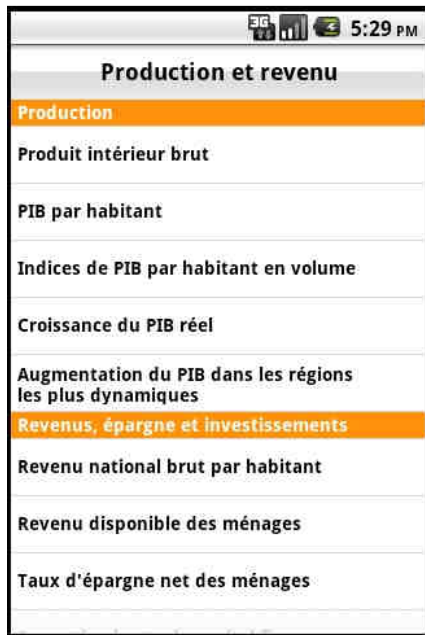 3G 5:29 PM
Production et revenu
Production
Produit intérieur brut
PIB par habitant
Indices de PIB par habitant en volume
Croissance du PIB réel
Augmentation du PIB dans les régions
les plus dynamiques
Revenus, épargne et investissements
Revenu national brut par habitant
Revenu disponible des ménages
Taux d'épargne net des ménages